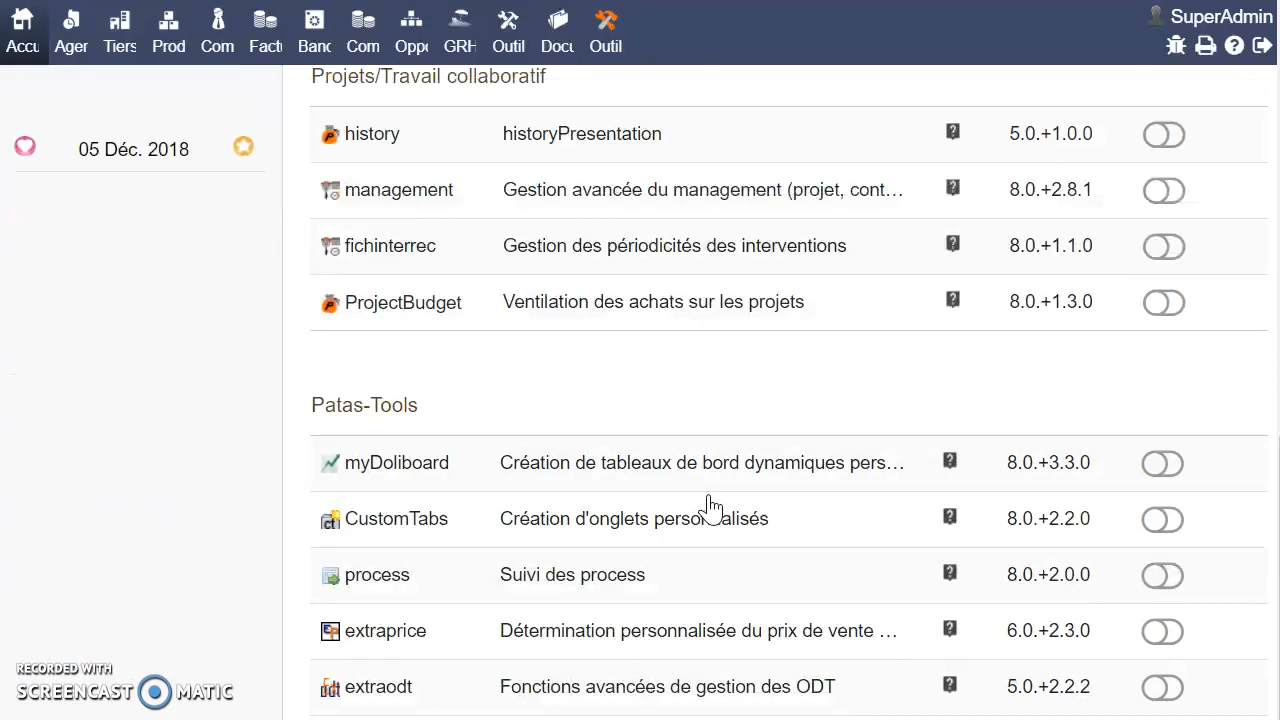 Accu Ager Tiers Prod Com Factı Banc Com Oppo GRH Outil Docu Outil
SuperAdmin
05 Déc. 2018
Projets/Travail collaboratif
history historyPresentation 5.0.+1.0.0
management Gestion avancée du management (projet, cont… 8.0.+2.8.1
fichinterrec Gestion des périodicités des interventions 8.0.+1.1.0
ProjectBudget Ventilation des achats sur les projets 8.0.+1.3.0
Patas-Tools
myDoliboard Création de tableaux de bord dynamiques pers… 8.0.+3.3.0
CustomTabs Création d'onglets personnalisés 8.0.+2.2.0
process Suivi des process 8.0.+2.0.0
extraprice Détermination personnalisée du prix de vente … 6.0.+2.3.0
extraodt Fonctions avancées de gestion des ODT 5.0.+2.2.2
RECORDED WITH
SCREENCAST MATIC